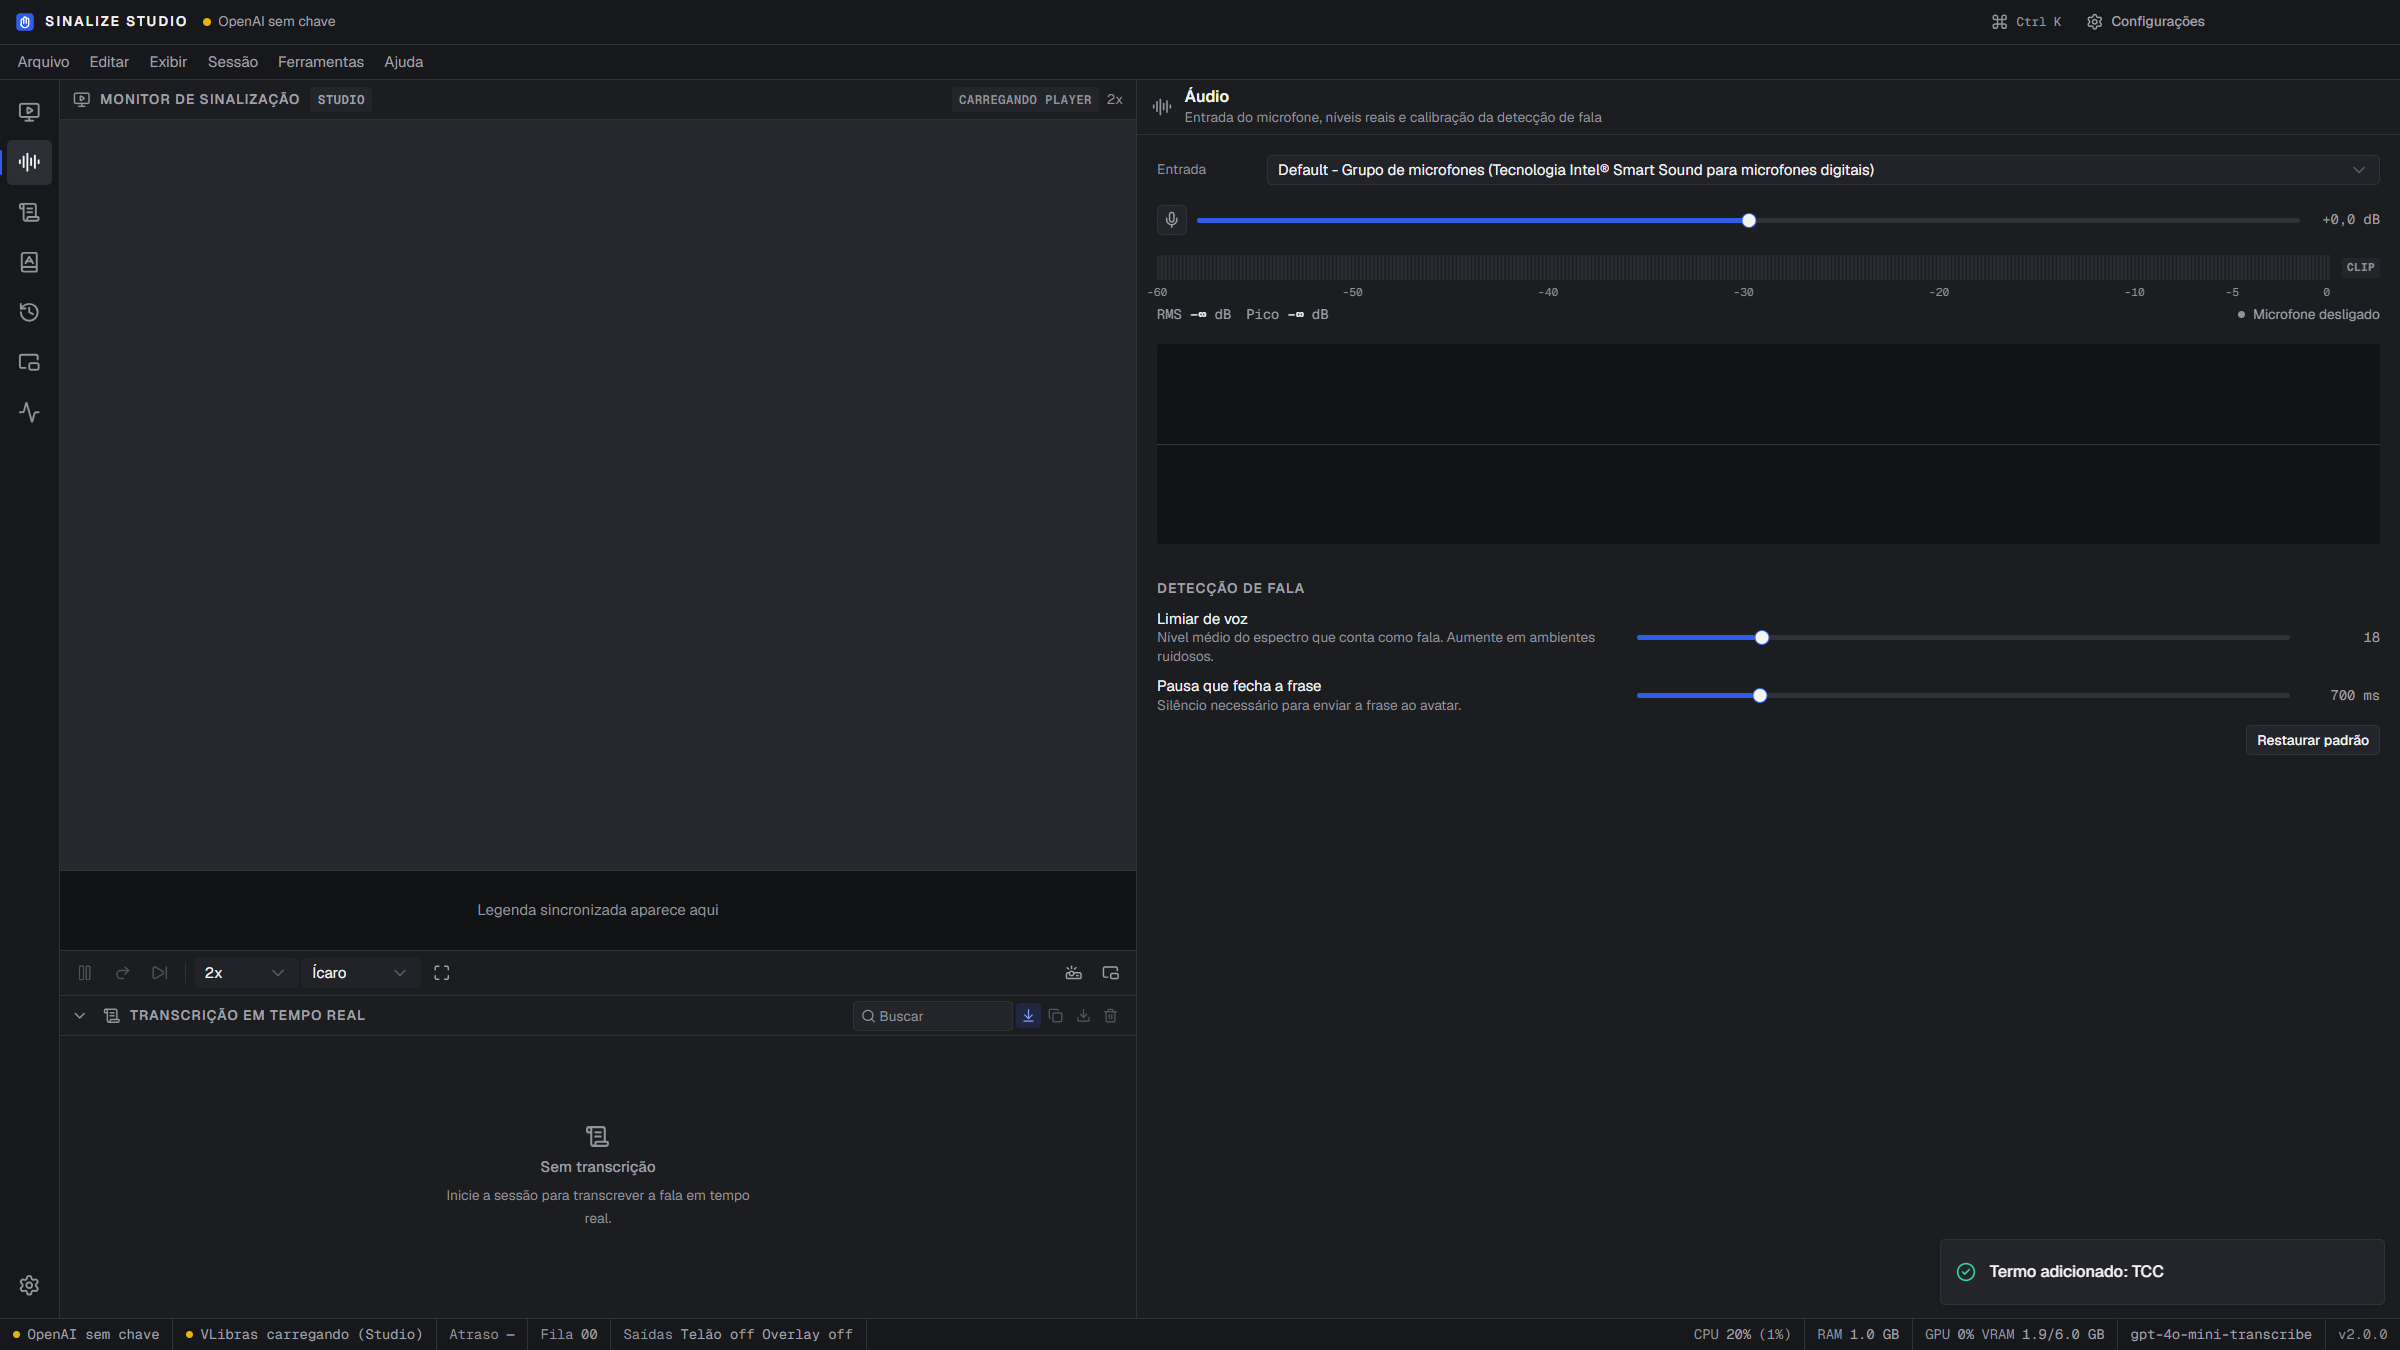 SINALIZE STUDIO
OpenAI sem chave
Ctrl K
Configurações
Arquivo
Editar
Exibir
Sessão
Ferramentas
Ajuda
MONITOR DE SINALIZAÇÃO
STUDIO
CARREGANDO PLAYER
2x
Legenda sincronizada aparece aqui
2x
Ícaro
TRANSCRIÇÃO EM TEMPO REAL
Buscar
Sem transcrição
Inicie a sessão para transcrever a fala em tempo
real.
Áudio
Entrada do microfone, níveis reais e calibração da detecção de fala
Entrada
Default - Grupo de microfones (Tecnologia Intel® Smart Sound para microfones digitais)
+0,0 dB
CLIP
-60
-50
-40
-30
-20
-10
-5
0
RMS -∞ dB Pico -∞ dB
Microfone desligado
DETECÇÃO DE FALA
Limiar de voz
Nível médio do espectro que conta como fala. Aumente em ambientes
ruidosos.
18
Pausa que fecha a frase
Silêncio necessário para enviar a frase ao avatar.
700 ms
Restaurar padrão
Termo adicionado: TCC
OpenAI sem chave
VLibras carregando (Studio)
Atraso —
Fila 00
Saídas Telão off Overlay off
CPU 20% (1%)
RAM 1.0 GB
GPU 0% VRAM 1.9/6.0 GB
gpt-4o-mini-transcribe
v2.0.0